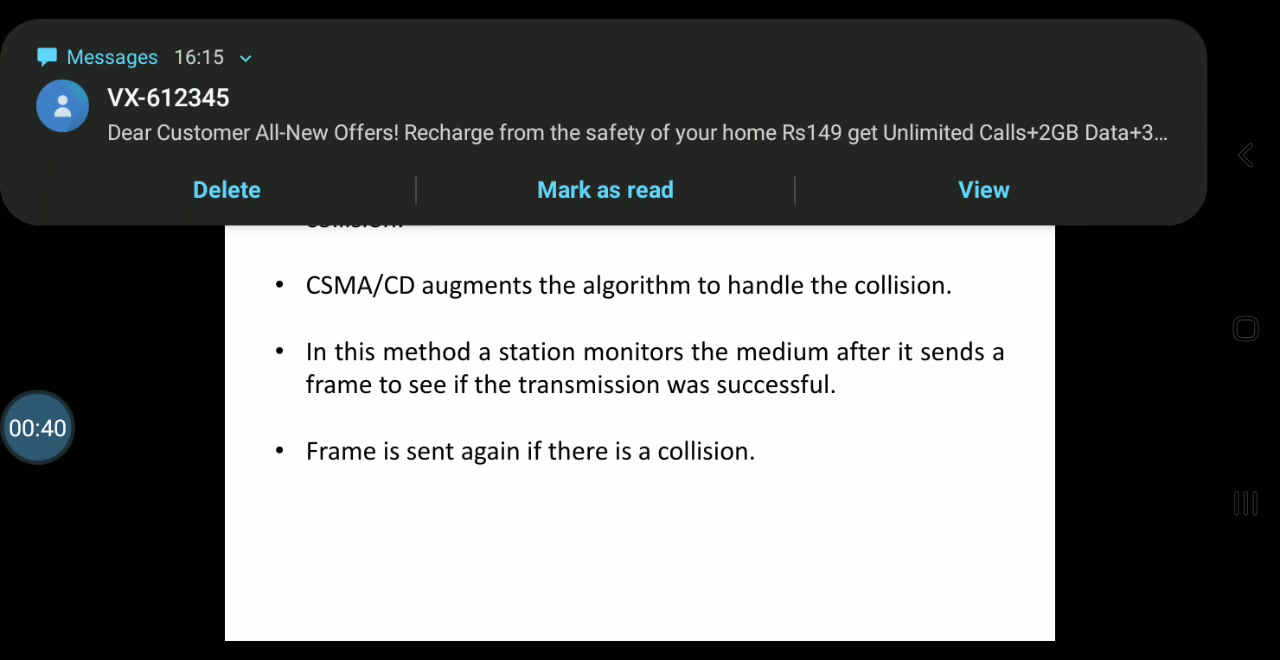 Messages 16:15
VX-612345
Dear Customer All-New Offers! Recharge from the safety of your home Rs149 get Unlimited Calls+2GB Data+3...
Delete Mark as read View
• CSMA/CD augments the algorithm to handle the collision.
• In this method a station monitors the medium after it sends a
frame to see if the transmission was successful.
00:40
• Frame is sent again if there is a collision.